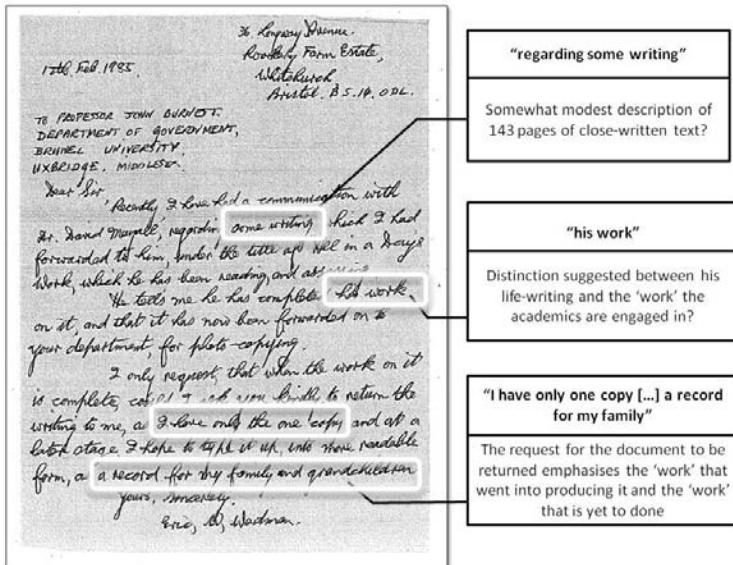 36. Longway Avenue.
Rookery Farm Estate,
Whitchurch
Bristol. B.S.14. ODL.
12th. Feb. 1985.
TO PROFESSOR JOHN BURNETT.
DEPARTMENT OF GOVERNMENT,
BRUNEL UNIVERSITY,
UXBRIDGE, MIDDLESEX.
Dear Sir,
Recently I have had a communication with
Dr. David regarding some writing which I had
forwarded to him, under the title of All in a Days
Work, which he has been reading, and
He tells me he has complete his work,
on it, and that it has now been forwarded on to
your department, for photo-copying.
I only request, that when the work on it
is complete, could I ask you kindly to return the
writing to me, as I have only the one copy and at a
later stage I hope to type it up, into more readable
form, as a record for my family and grandchildren
yours, sincerely.
Eric, W, Wadman.
“regarding some writing”
Somewhat modest description of
143 pages of close-written text?
“his work”
Distinction suggested between his
life-writing and the ‘work’ the
academics are engaged in?
“I have only one copy [...] a record
for my family”
The request for the document to be
returned emphasises the ‘work’ that
went into producing it and the ‘work’
that is yet to done